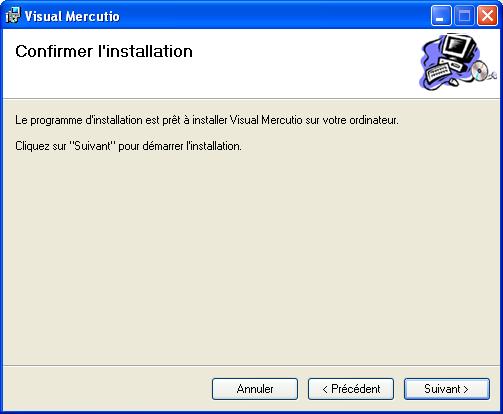 Visual Mercutio
Confirmer l'installation
Le programme d'installation est prêt à installer Visual Mercutio sur votre ordinateur.
Cliquez sur "Suivant" pour démarrer l'installation.
Annuler
< Précédent
Suivant >